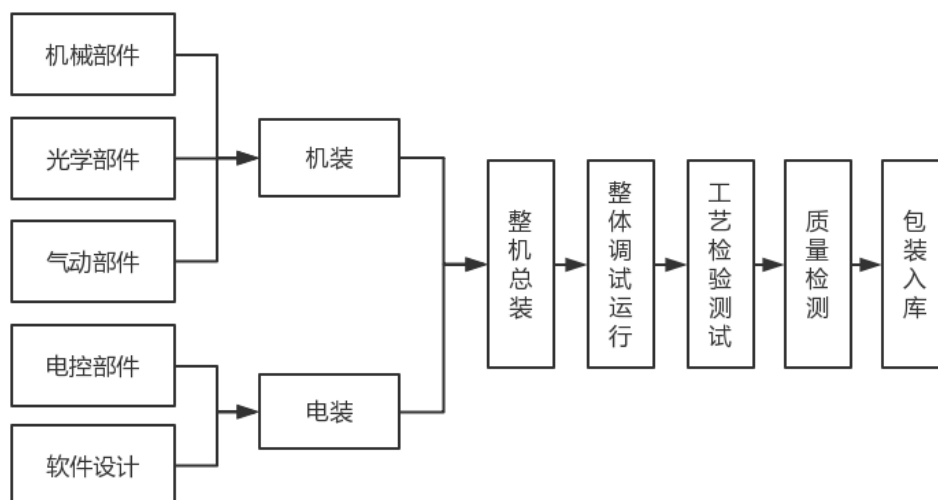 机械部件
光学部件
气动部件
电控部件
软件设计
机装
电装
整机总装
整体调试运行
工艺检验测试
质量检测
包装入库